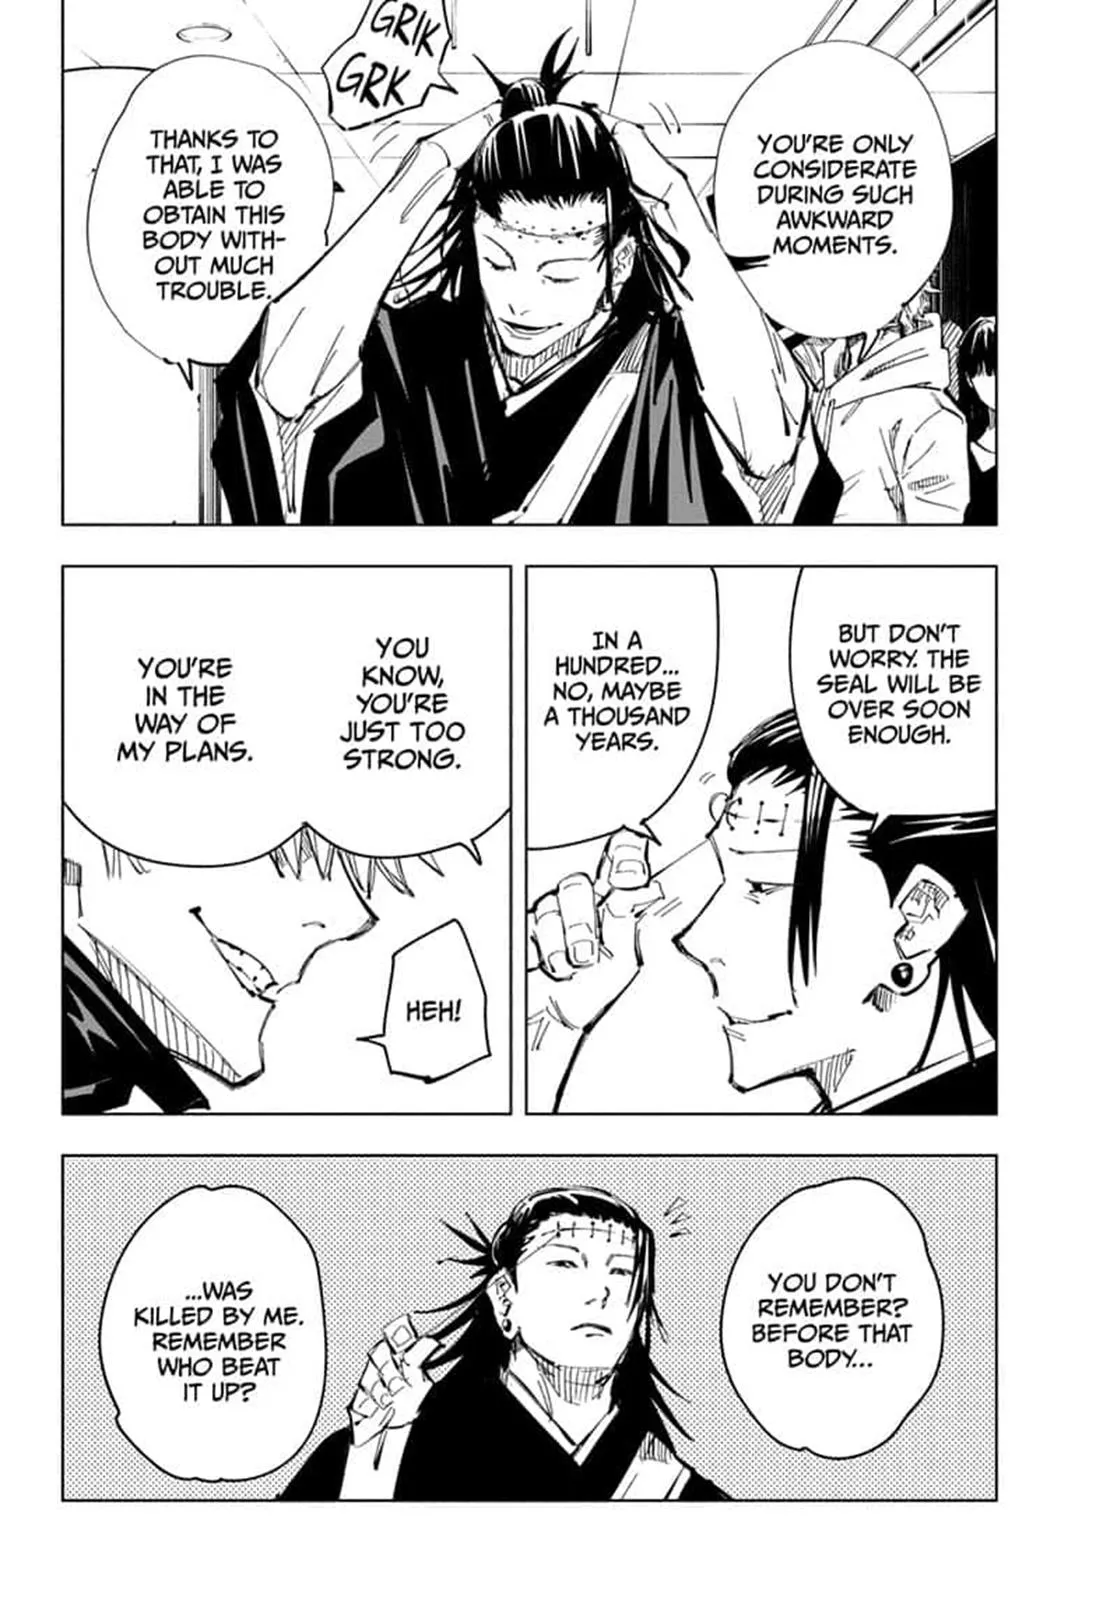 YOU'RE ONLY
CONSIDERATE
DURING SUCH
AWKWARD
MOMENTS.
GRIK
GRK
THANKS TO
THAT, I WAS
ABLE TO
OBTAIN THIS
BODY WITH-
OUT MUCH
TROUBLE.
BUT DON'T
WORRY. THE
SEAL WILL BE
OVER SOON
ENOUGH.
IN A
HUNDRED...
NO, MAYBE
A THOUSAND
YEARS.
YOU
KNOW,
YOU'RE
JUST TOO
STRONG.
YOU'RE
IN THE
WAY OF
MY PLANS.
HEH!
YOU DON'T
REMEMBER?
BEFORE THAT
BODY...
...WAS
KILLED BY ME.
REMEMBER
WHO BEAT
IT UP?